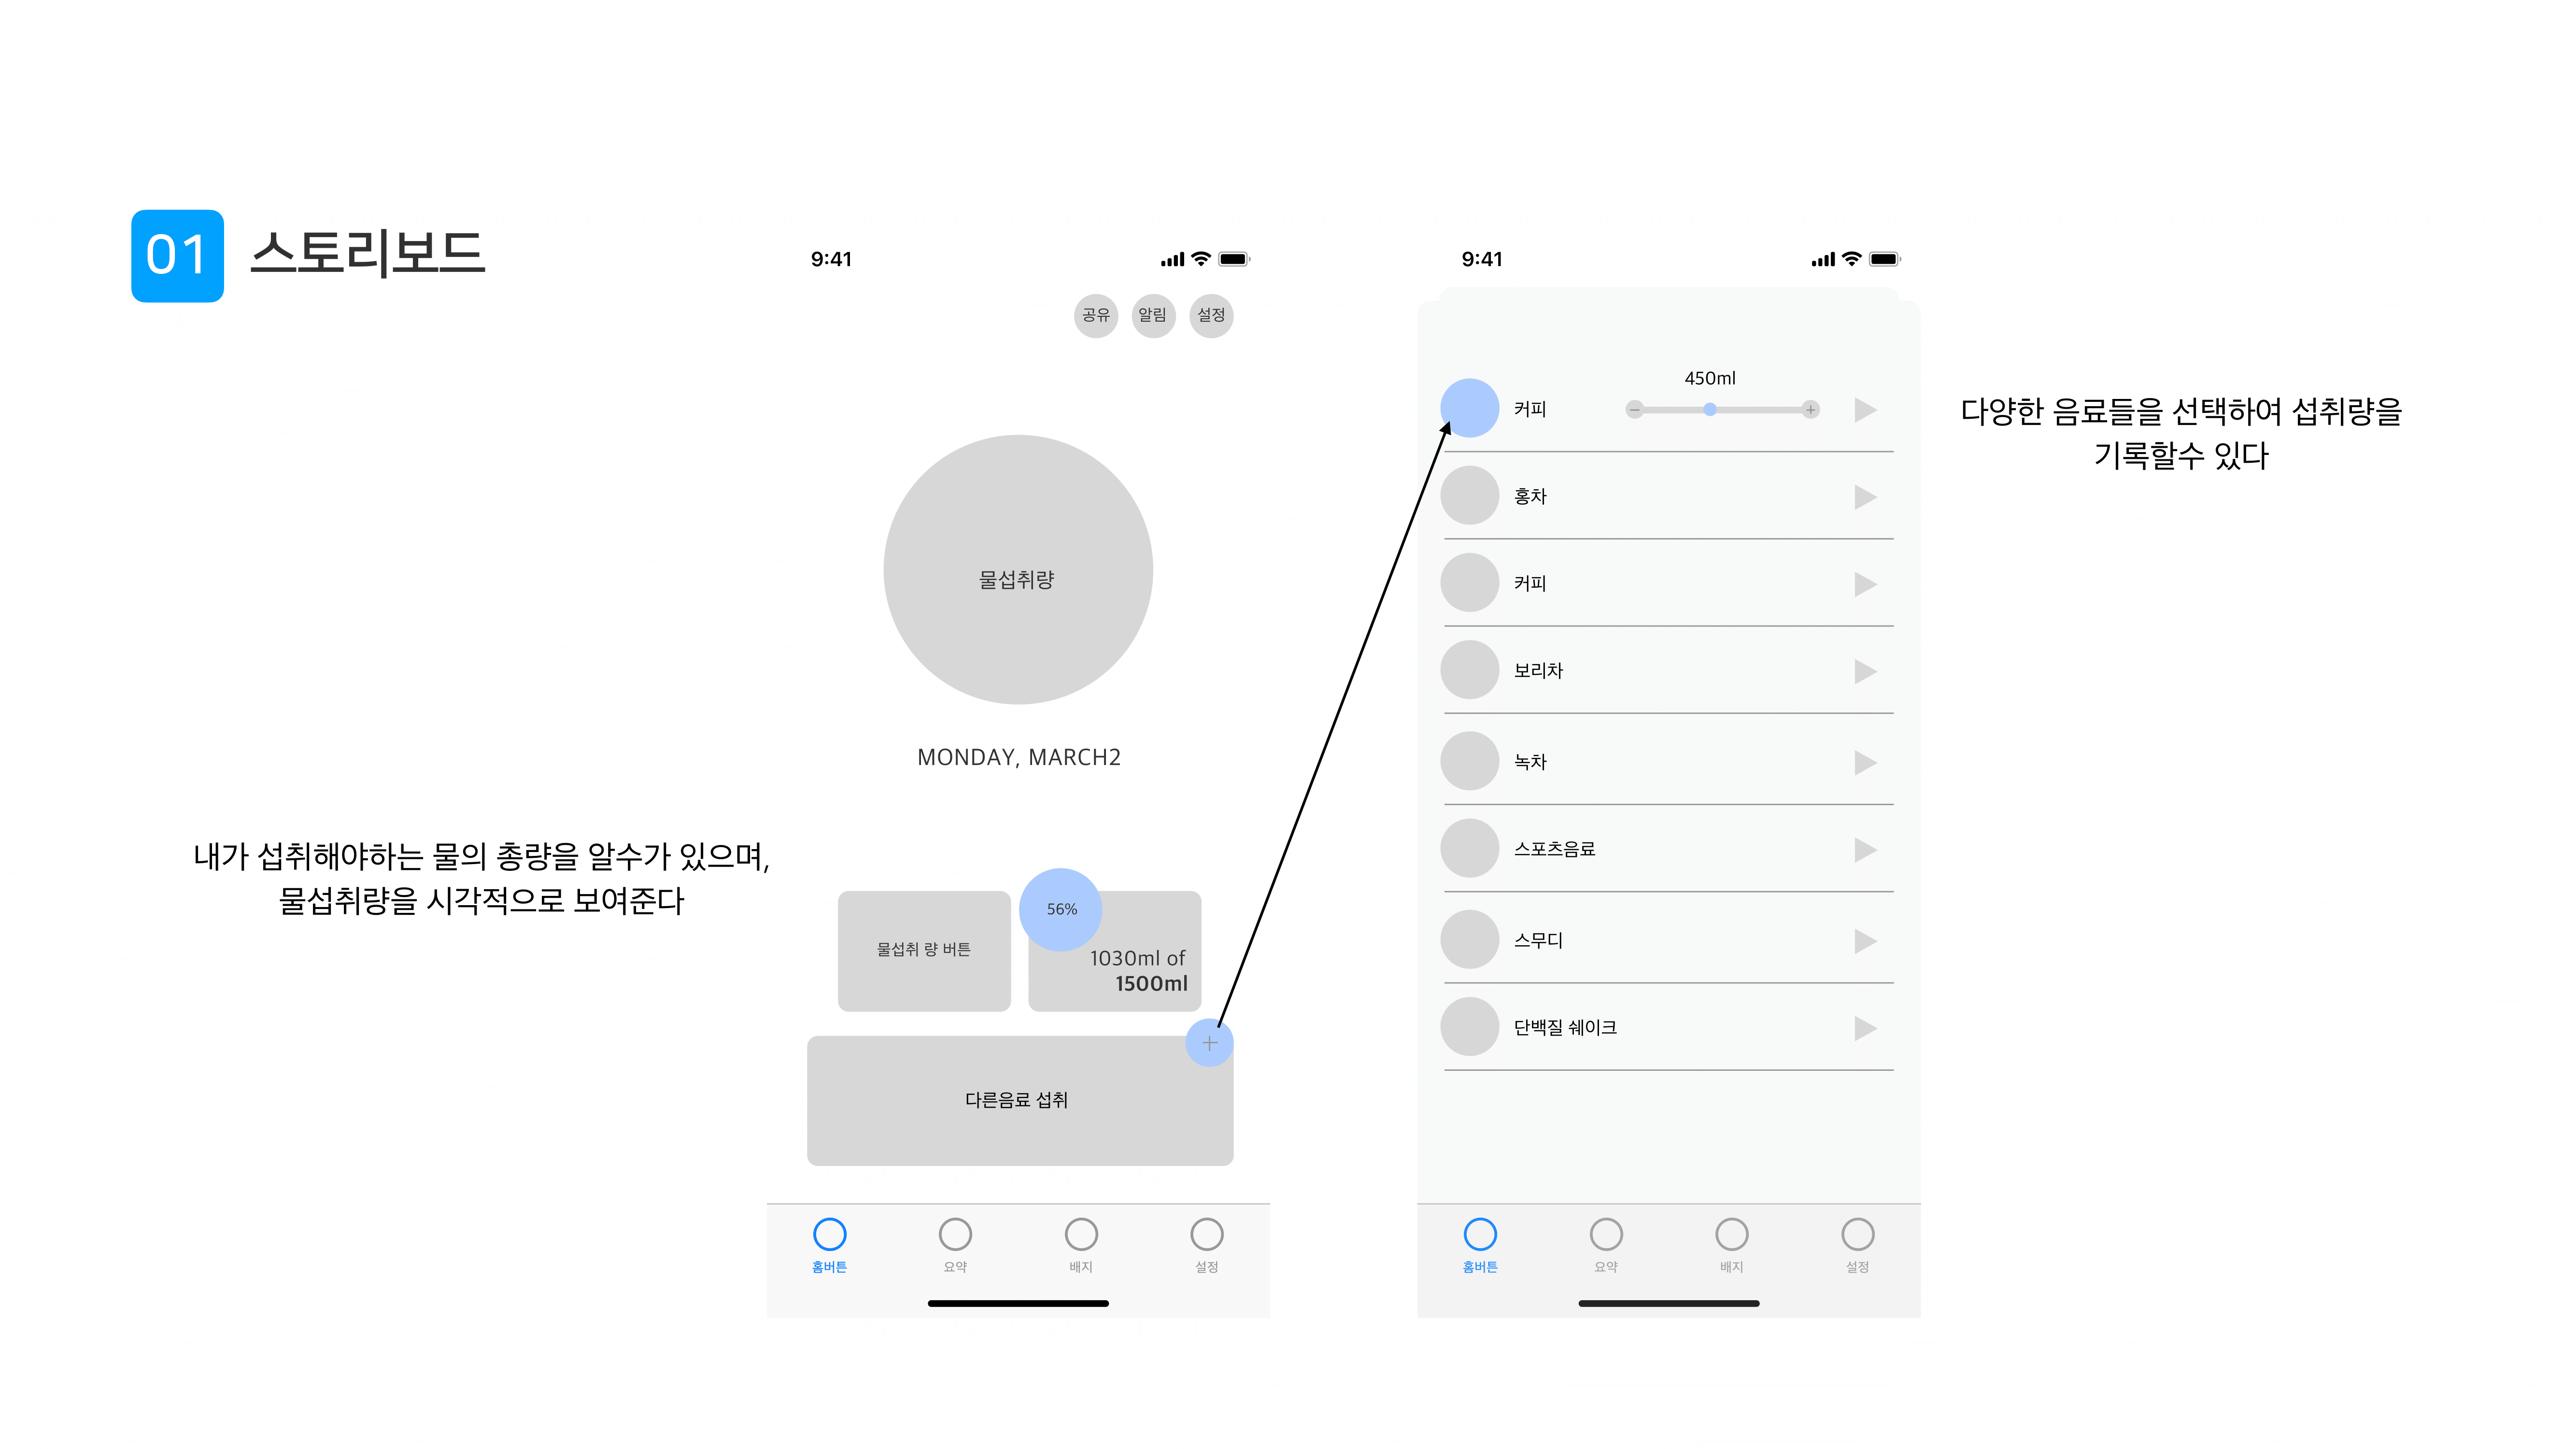 01 스토리보드
9:41
공유 알림 설정
물섭취량
MONDAY, MARCH2
내가 섭취해야하는 물의 총량을 알수가 있으며,
물섭취량을 시각적으로 보여준다
물섭취 량 버튼
56%
1030ml of
1500ml
+
다른음료 섭취
홈버튼 요약 배지 설정
9:41
450ml
커피 − +
홍차
커피
보리차
녹차
스포츠음료
스무디
단백질 쉐이크
홈버튼 요약 배지 설정
다양한 음료들을 선택하여 섭취량을
기록할수 있다